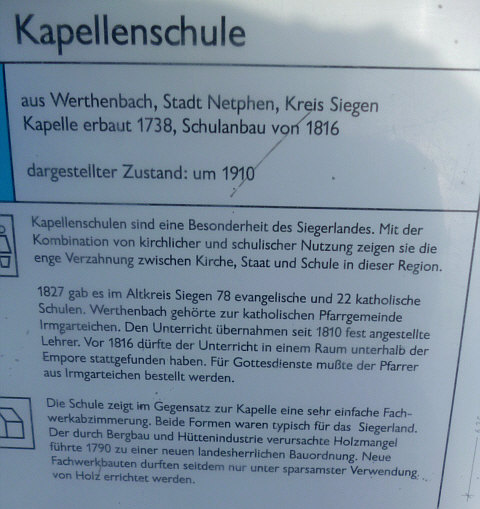 Kapellenschule
aus Werthenbach, Stadt Netphen, Kreis Siegen
Kapelle erbaut 1738, Schulanbau von 1816
dargestellter Zustand: um 1910
Kapellenschulen sind eine Besonderheit des Siegerlandes. Mit der
Kombination von kirchlicher und schulischer Nutzung zeigen sie die
enge Verzahnung zwischen Kirche, Staat und Schule in dieser Region.
1827 gab es im Altkreis Siegen 78 evangelische und 22 katholische
Schulen. Werthenbach gehörte zur katholischen Pfarrgemeinde
Irmgarteichen. Den Unterricht übernahmen seit 1810 fest angestellte
Lehrer. Vor 1816 dürfte der Unterricht in einem Raum unterhalb der
Empore stattgefunden haben. Für Gottesdienste mußte der Pfarrer
aus Irmgarteichen bestellt werden.
Die Schule zeigt im Gegensatz zur Kapelle eine sehr einfache Fach-
werkabzimmerung. Beide Formen waren typisch für das Siegerland.
Der durch Bergbau und Hüttenindustrie verursachte Holzmangel
führte 1790 zu einer neuen landesherrlichen Bauordnung. Neue
Fachwerkbauten durften seitdem nur unter sparsamster Verwendung
von Holz errichtet werden.